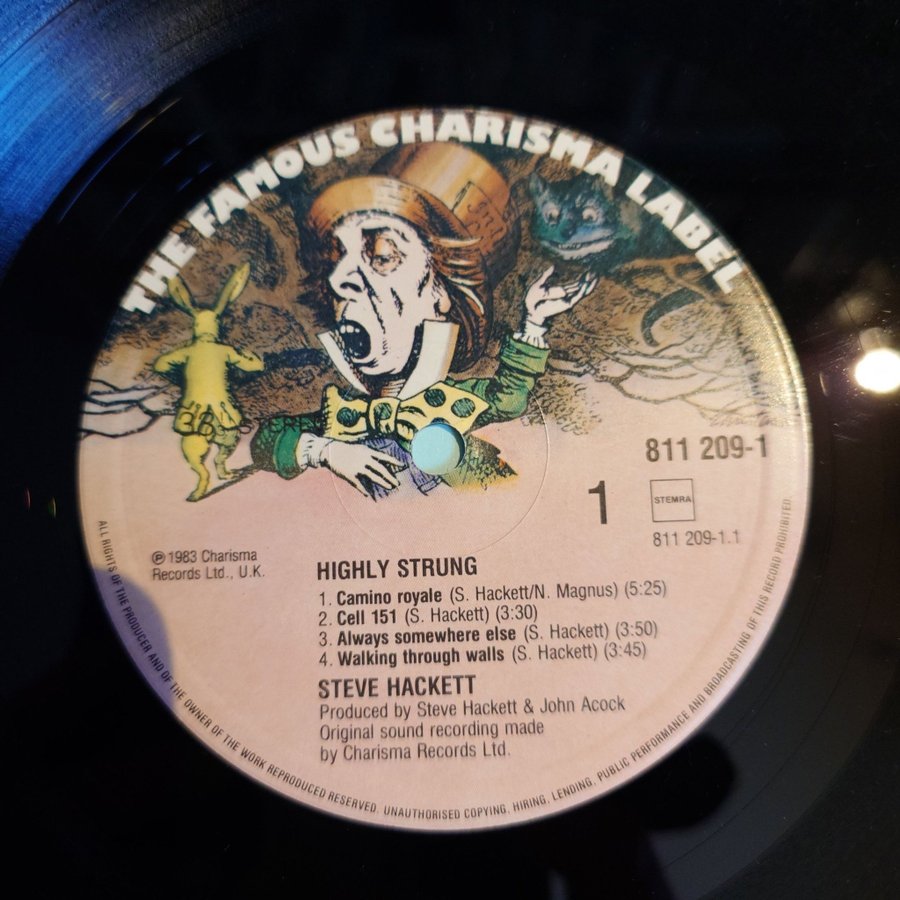 THE FAMOUS CHARISMA LABEL
811 209-1
1
STEMRA
811 209-1.1
℗ 1983 Charisma
Records Ltd., U.K.
HIGHLY STRUNG
1. Camino royale (S. Hackett/N. Magnus) (5:25)
2. Cell 151 (S. Hackett) (3:30)
3. Always somewhere else (S. Hackett) (3:50)
4. Walking through walls (S. Hackett) (3:45)
STEVE HACKETT
Produced by Steve Hackett & John Acock
Original sound recording made
by Charisma Records Ltd.
ALL RIGHTS OF THE PRODUCER AND OF THE OWNER OF THE WORK REPRODUCED RESERVED. UNAUTHORISED COPYING, HIRING, LENDING, PUBLIC PERFORMANCE AND BROADCASTING OF THIS RECORD PROHIBITED.